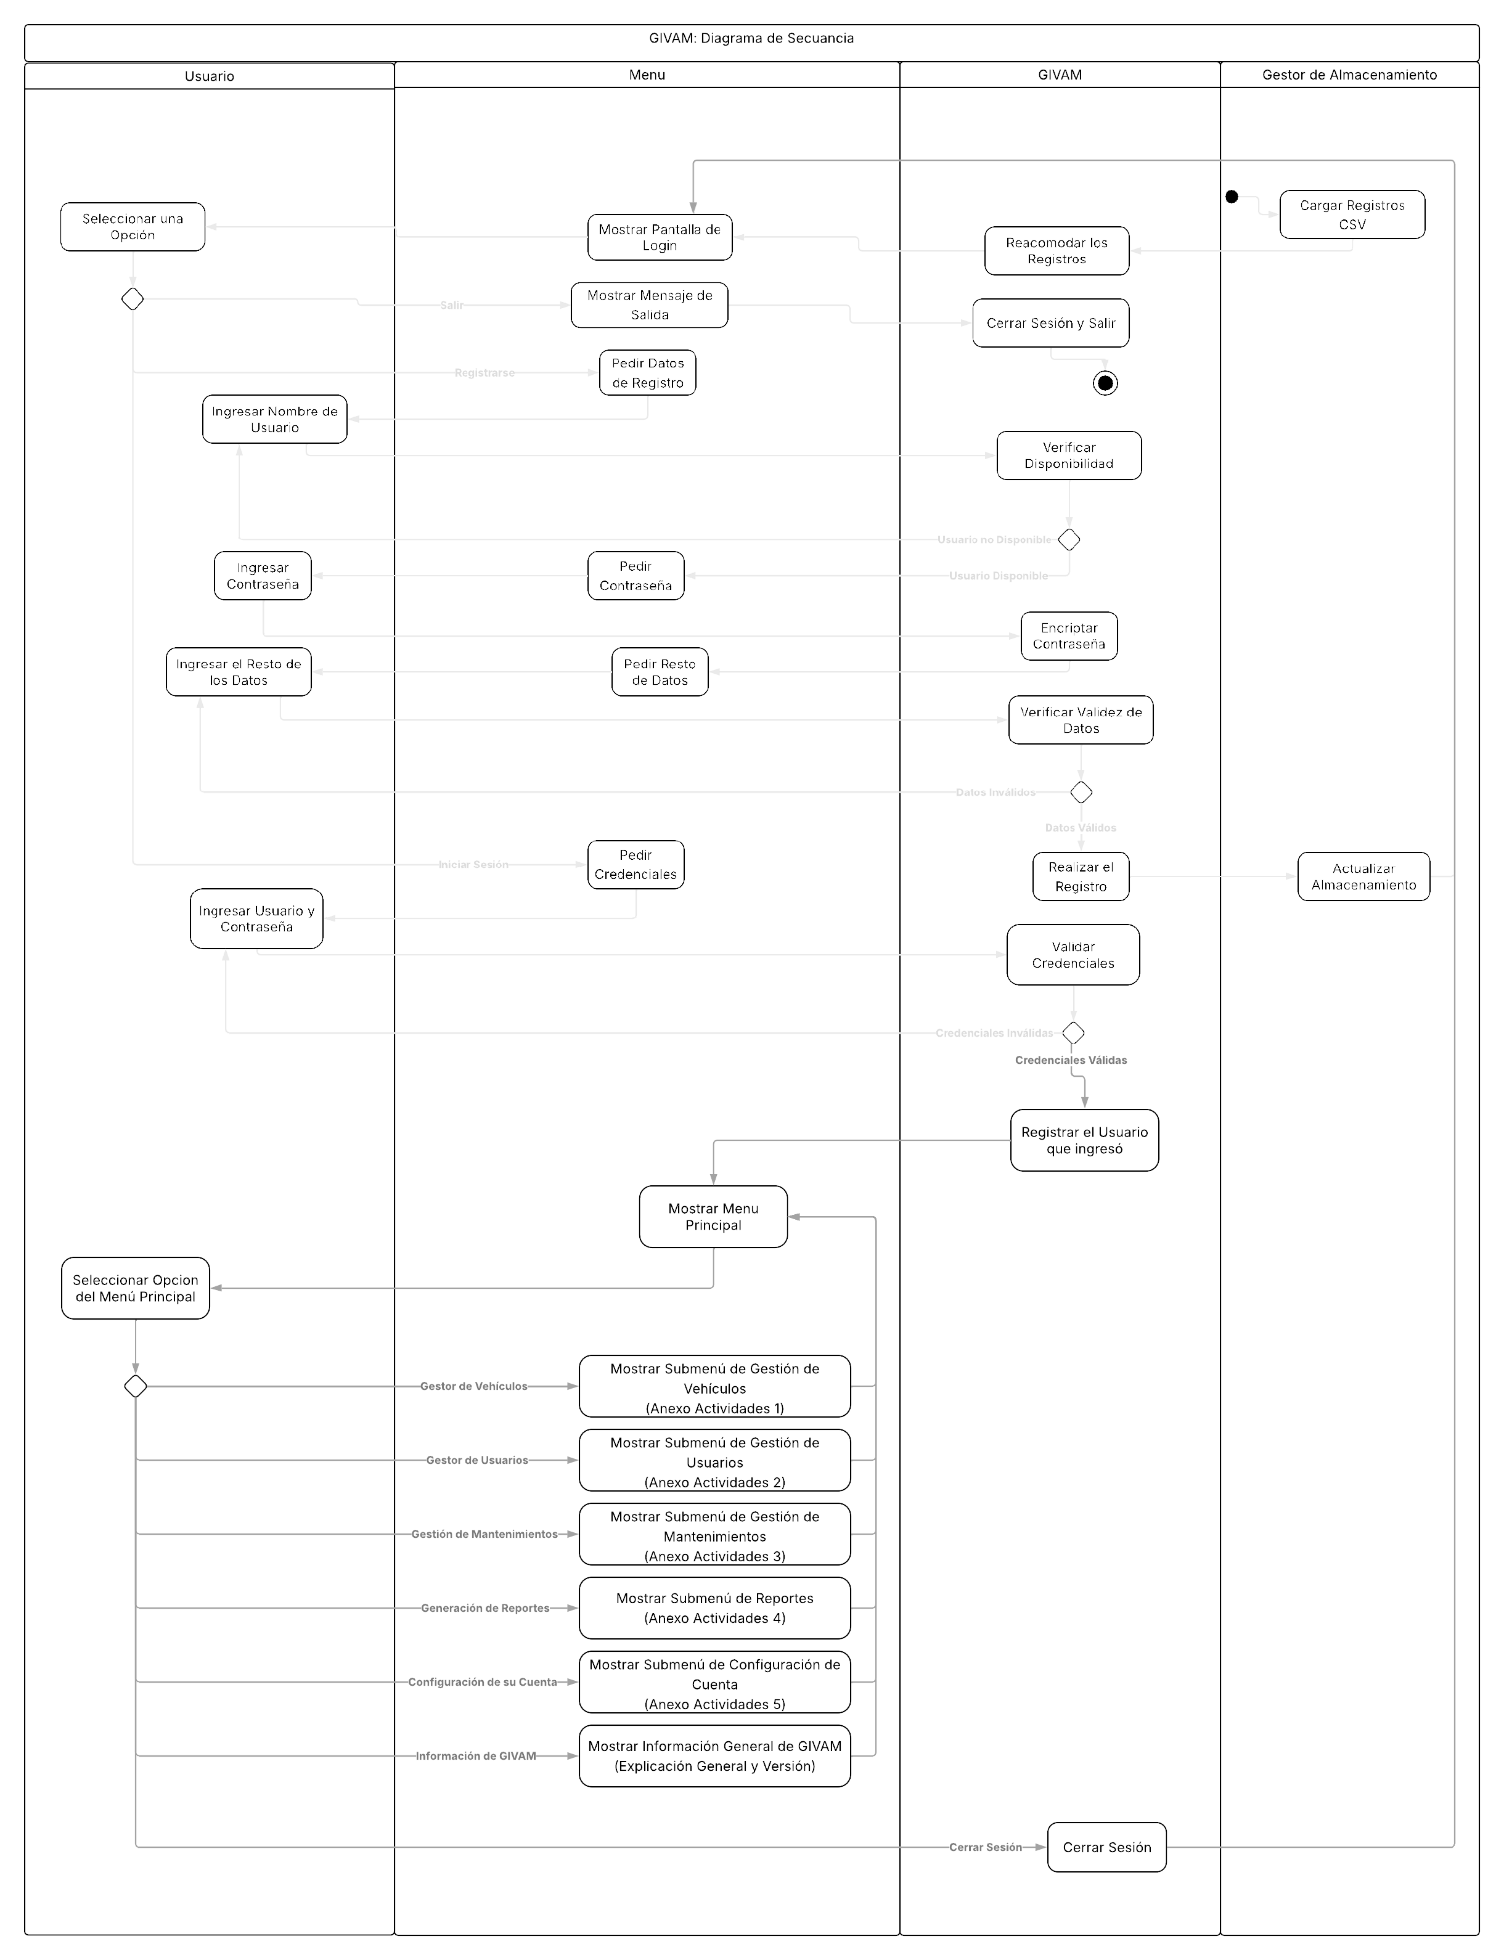 GIVAM: Diagrama de Secuancia
Usuario
Menu
GIVAM
Gestor de Almacenamiento
Seleccionar una
Opción
Mostrar Pantalla de
Login
Reacomodar los
Registros
Cargar Registros
CSV
Salir
Mostrar Mensaje de
Salida
Cerrar Sesión y Salir
Registrarse
Pedir Datos
de Registro
Ingresar Nombre de
Usuario
Verificar
Disponibilidad
Usuario no Disponible
Ingresar
Contraseña
Pedir
Contraseña
Usuario Disponible
Encriptar
Contraseña
Ingresar el Resto de
los Datos
Pedir Resto
de Datos
Verificar Validez de
Datos
Datos Inválidos
Datos Válidos
Iniciar Sesión
Pedir
Credenciales
Realizar el
Registro
Actualizar
Almacenamiento
Ingresar Usuario y
Contraseña
Validar
Credenciales
Credenciales Inválidas
Credenciales Válidas
Registrar el Usuario
que ingresó
Mostrar Menu
Principal
Seleccionar Opcion
del Menú Principal
Gestor de Vehículos
Mostrar Submenú de Gestión de
Vehículos
(Anexo Actividades 1)
Gestor de Usuarios
Mostrar Submenú de Gestión de
Usuarios
(Anexo Actividades 2)
Gestión de Mantenimientos
Mostrar Submenú de Gestión de
Mantenimientos
(Anexo Actividades 3)
Generación de Reportes
Mostrar Submenú de Reportes
(Anexo Actividades 4)
Configuración de su Cuenta
Mostrar Submenú de Configuración de
Cuenta
(Anexo Actividades 5)
Información de GIVAM
Mostrar Información General de GIVAM
(Explicación General y Versión)
Cerrar Sesión
Cerrar Sesión